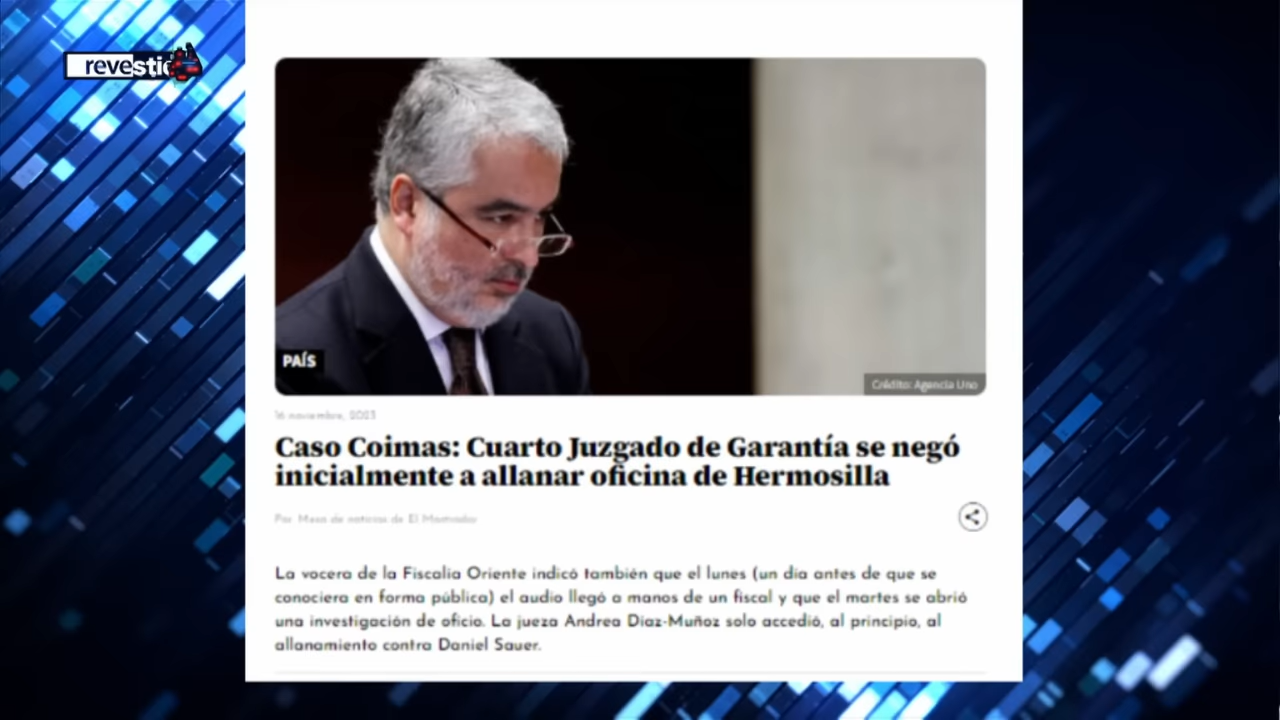 revestid
PAÍS
Crédito: Agencia Uno
16 noviembre, 2023
Caso Coimas: Cuarto Juzgado de Garantía se negó
inicialmente a allanar oficina de Hermosilla
Por Mesa de noticias de El Mostrador
La vocera de la Fiscalia Oriente indicó también que el lunes (un día antes de que se
conociera en forma pública) el audio llegó a manos de un fiscal y que el martes se abrió
una investigación de oficio. La jueza Andrea Diaz-Muñoz solo accedió, al principio, al
allanamiento contra Daniel Sauer.